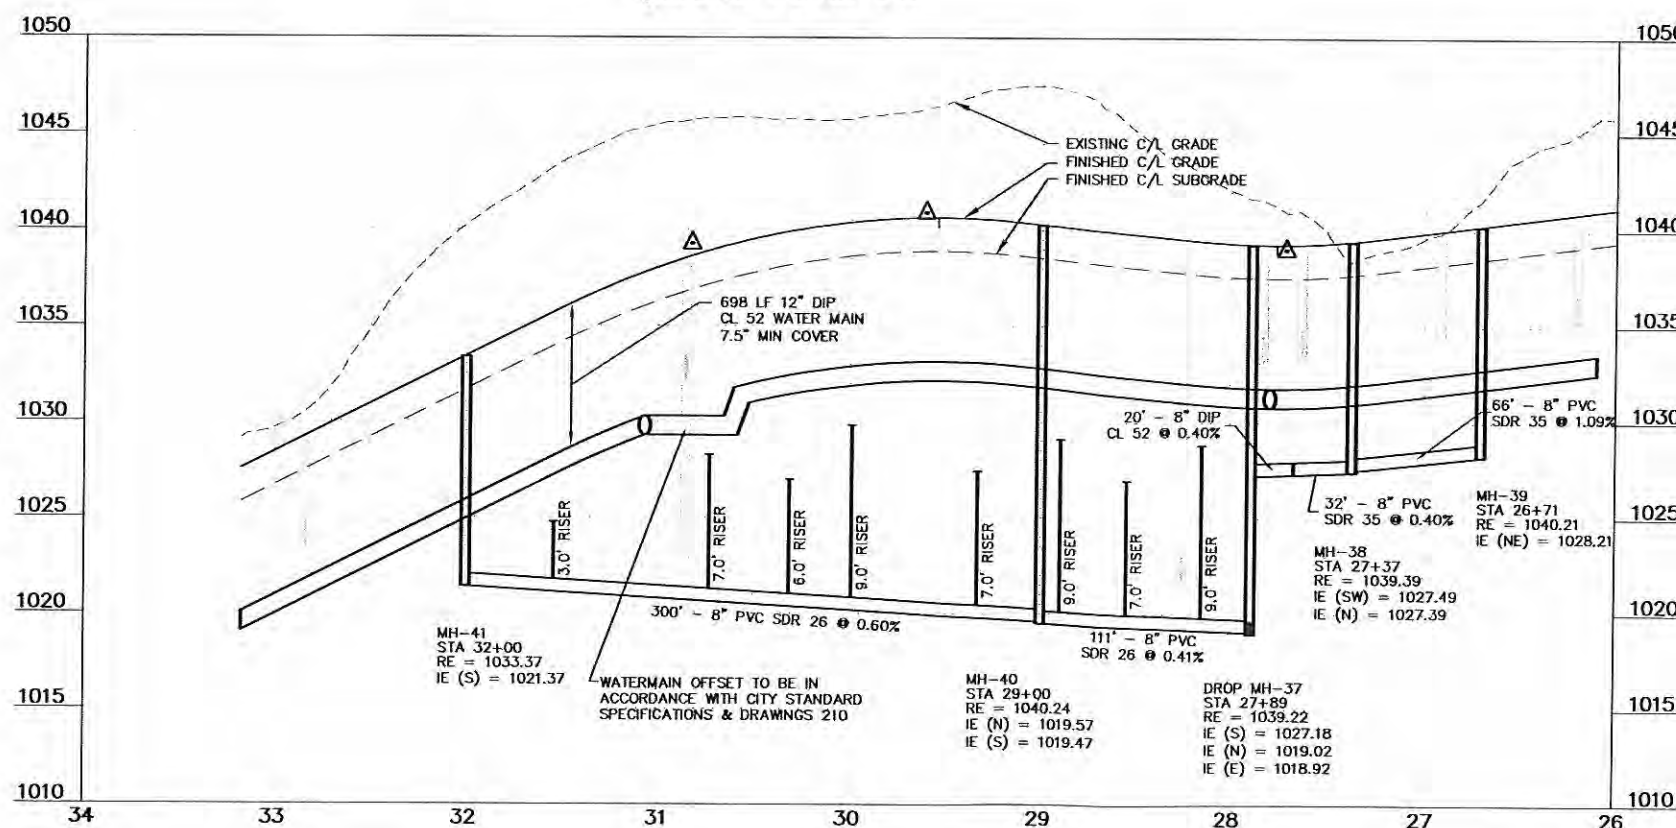 1050
1045
1040
1035
1030
1025
1020
1015
1010
EXISTING C/L GRADE
FINISHED C/L GRADE
FINISHED C/L SUBGRADE
698 LF 12" DIP
CL 52 WATER MAIN
7.5" MIN COVER
20' - 8" DIP
CL 52 @ 0.40%
66' - 8" PVC
SDR 35 @ 1.09%
32' - 8" PVC
SDR 35 @ 0.40%
MH-39
STA 26+71
RE = 1040.21
IE (NE) = 1028.21
MH-38
STA 27+37
RE = 1039.39
IE (SW) = 1027.49
IE (N) = 1027.39
3.0' RISER
7.0' RISER
6.0' RISER
9.0' RISER
7.0' RISER
9.0' RISER
7.0' RISER
9.0' RISER
300' - 8" PVC SDR 26 @ 0.60%
111' - 8" PVC
SDR 26 @ 0.41%
MH-41
STA 32+00
RE = 1033.37
IE (S) = 1021.37
WATERMAIN OFFSET TO BE IN
ACCORDANCE WITH CITY STANDARD
SPECIFICATIONS & DRAWINGS 210
MH-40
STA 29+00
RE = 1040.24
IE (N) = 1019.57
IE (S) = 1019.47
DROP MH-37
STA 27+89
RE = 1039.22
IE (S) = 1027.18
IE (N) = 1019.02
IE (E) = 1018.92
1050
1045
1040
1035
1030
1025
1020
1015
1010
34 33 32 31 30 29 28 27 26